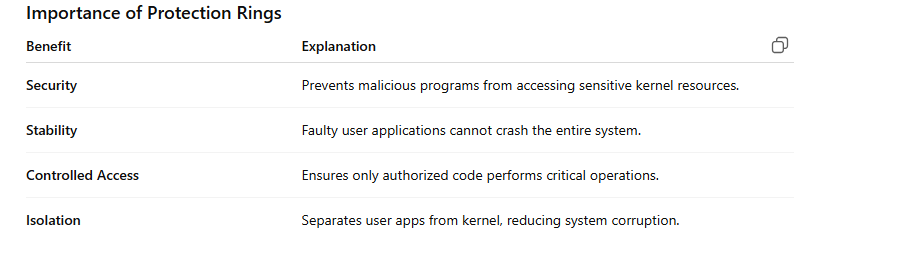 Importance of Protection Rings
Benefit Explanation
Security Prevents malicious programs from accessing sensitive kernel resources.
Stability Faulty user applications cannot crash the entire system.
Controlled Access Ensures only authorized code performs critical operations.
Isolation Separates user apps from kernel, reducing system corruption.